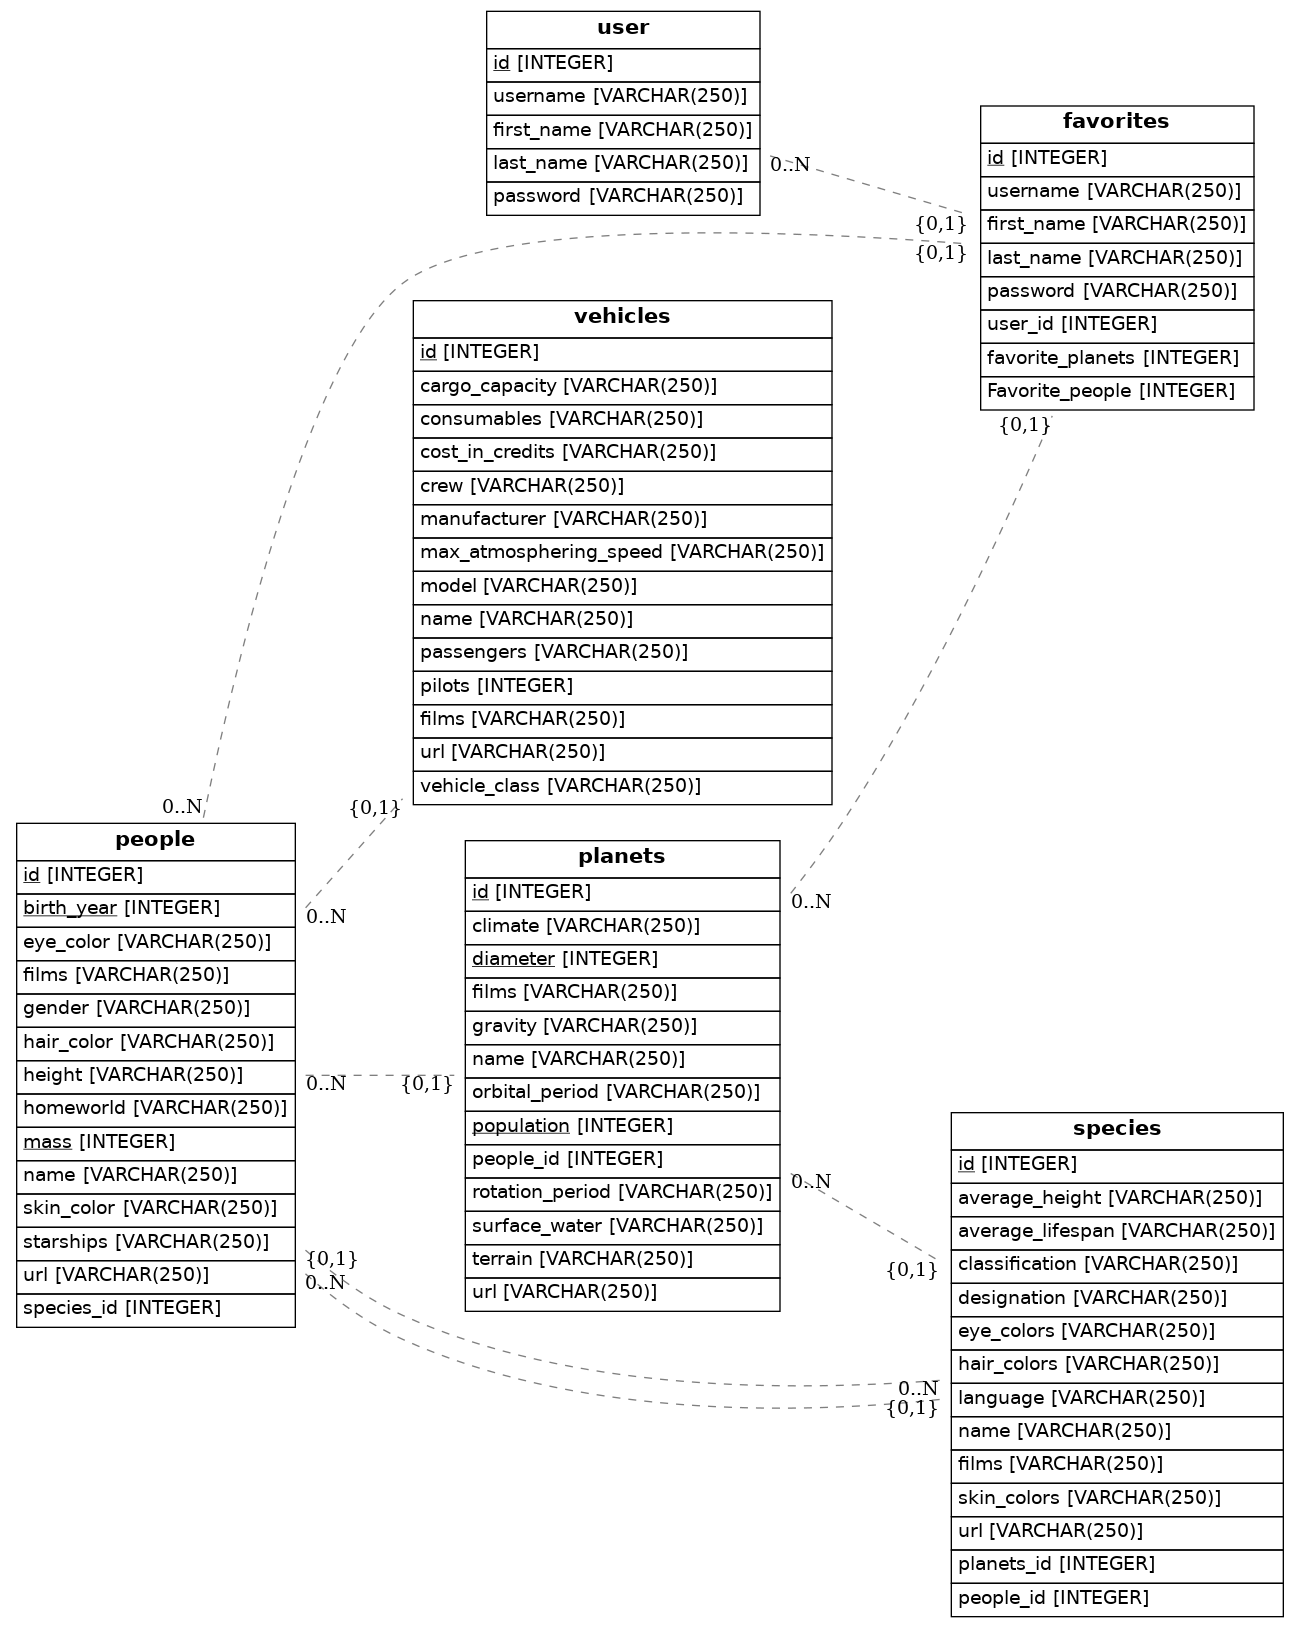 user
id [INTEGER]
username [VARCHAR(250)]
first_name [VARCHAR(250)]
last_name [VARCHAR(250)]
password [VARCHAR(250)]
0..N
{0,1}
{0,1}
favorites
id [INTEGER]
username [VARCHAR(250)]
first_name [VARCHAR(250)]
last_name [VARCHAR(250)]
password [VARCHAR(250)]
user_id [INTEGER]
favorite_planets [INTEGER]
Favorite_people [INTEGER]
{0,1}
vehicles
id [INTEGER]
cargo_capacity [VARCHAR(250)]
consumables [VARCHAR(250)]
cost_in_credits [VARCHAR(250)]
crew [VARCHAR(250)]
manufacturer [VARCHAR(250)]
max_atmosphering_speed [VARCHAR(250)]
model [VARCHAR(250)]
name [VARCHAR(250)]
passengers [VARCHAR(250)]
pilots [INTEGER]
films [VARCHAR(250)]
url [VARCHAR(250)]
vehicle_class [VARCHAR(250)]
0..N
{0,1}
people
id [INTEGER]
birth_year [INTEGER]
eye_color [VARCHAR(250)]
films [VARCHAR(250)]
gender [VARCHAR(250)]
hair_color [VARCHAR(250)]
height [VARCHAR(250)]
homeworld [VARCHAR(250)]
mass [INTEGER]
name [VARCHAR(250)]
skin_color [VARCHAR(250)]
starships [VARCHAR(250)]
url [VARCHAR(250)]
species_id [INTEGER]
0..N
0..N
{0,1}
{0,1}
0..N
planets
id [INTEGER]
climate [VARCHAR(250)]
diameter [INTEGER]
films [VARCHAR(250)]
gravity [VARCHAR(250)]
name [VARCHAR(250)]
orbital_period [VARCHAR(250)]
population [INTEGER]
people_id [INTEGER]
rotation_period [VARCHAR(250)]
surface_water [VARCHAR(250)]
terrain [VARCHAR(250)]
url [VARCHAR(250)]
0..N
0..N
{0,1}
0..N
{0,1}
species
id [INTEGER]
average_height [VARCHAR(250)]
average_lifespan [VARCHAR(250)]
classification [VARCHAR(250)]
designation [VARCHAR(250)]
eye_colors [VARCHAR(250)]
hair_colors [VARCHAR(250)]
language [VARCHAR(250)]
name [VARCHAR(250)]
films [VARCHAR(250)]
skin_colors [VARCHAR(250)]
url [VARCHAR(250)]
planets_id [INTEGER]
people_id [INTEGER]